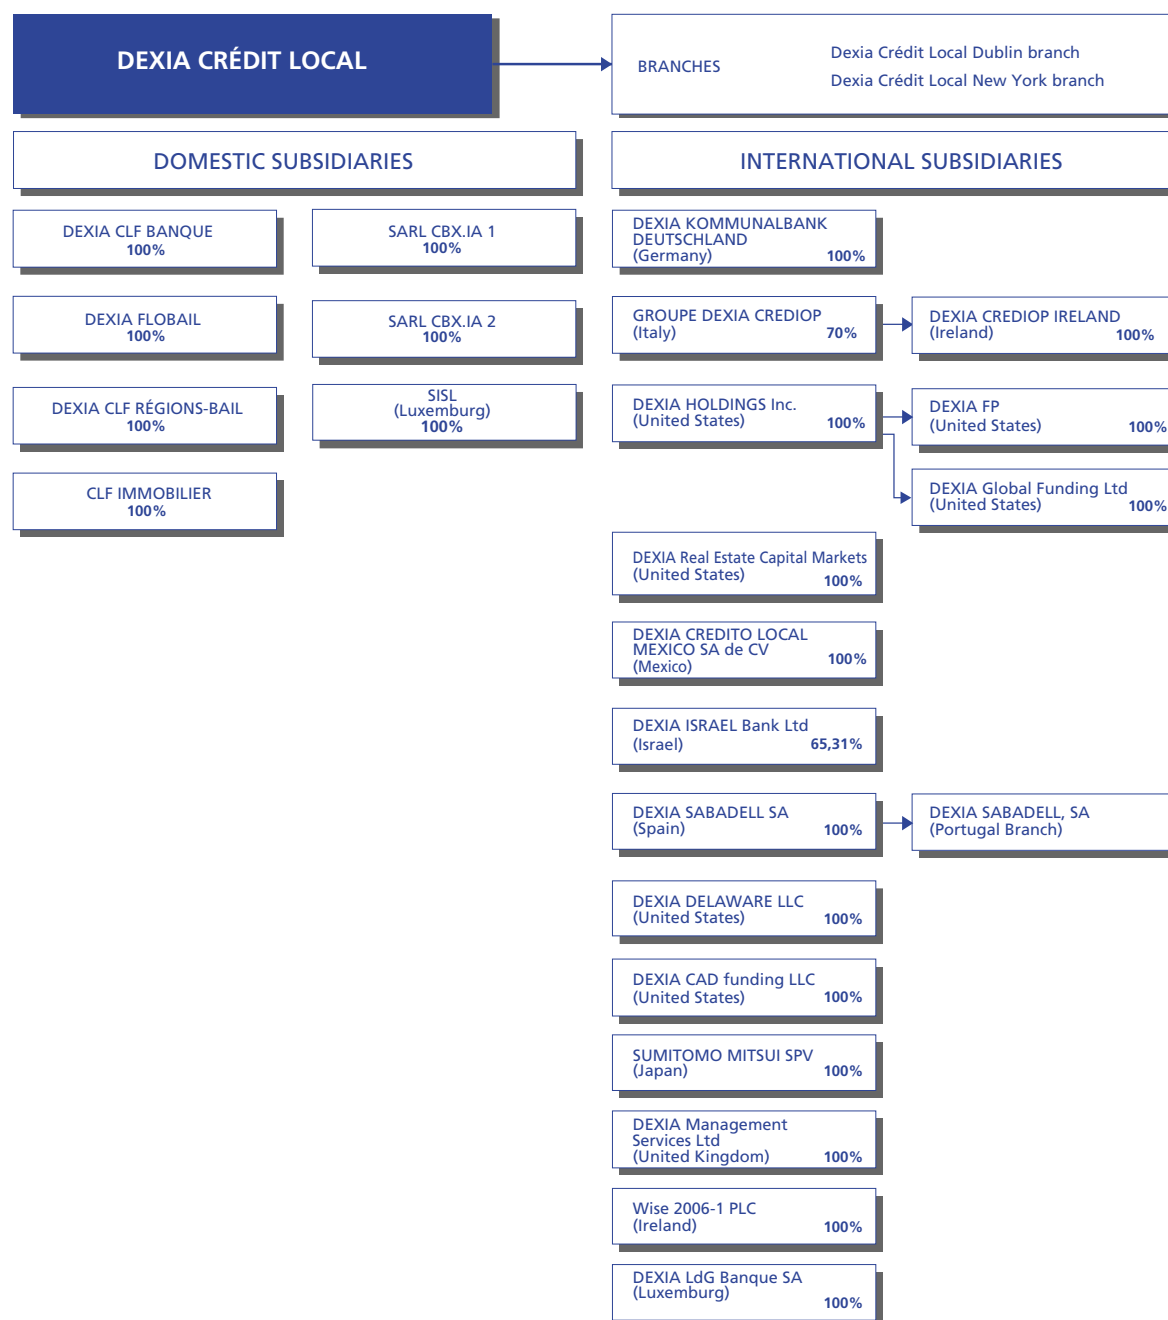 DEXIA CRÉDIT LOCAL
BRANCHES
Dexia Crédit Local Dublin branch
Dexia Crédit Local New York branch
DOMESTIC SUBSIDIARIES
INTERNATIONAL SUBSIDIARIES
DEXIA CLF BANQUE
100%
SARL CBX.IA 1
100%
DEXIA FLOBAIL
100%
SARL CBX.IA 2
100%
DEXIA CLF RÉGIONS-BAIL
100%
SISL
(Luxemburg)
100%
CLF IMMOBILIER
100%
DEXIA KOMMUNALBANK
DEUTSCHLAND
(Germany) 100%
GROUPE DEXIA CREDIOP
(Italy) 70%
DEXIA CREDIOP IRELAND
(Ireland) 100%
DEXIA HOLDINGS Inc.
(United States) 100%
DEXIA FP
(United States) 100%
DEXIA Global Funding Ltd
(United States) 100%
DEXIA Real Estate Capital Markets
(United States) 100%
DEXIA CREDITO LOCAL
MEXICO SA de CV
(Mexico) 100%
DEXIA ISRAEL Bank Ltd
(Israel) 65,31%
DEXIA SABADELL SA
(Spain) 100%
DEXIA SABADELL, SA
(Portugal Branch)
DEXIA DELAWARE LLC
(United States) 100%
DEXIA CAD funding LLC
(United States) 100%
SUMITOMO MITSUI SPV
(Japan) 100%
DEXIA Management
Services Ltd
(United Kingdom) 100%
Wise 2006-1 PLC
(Ireland) 100%
DEXIA LdG Banque SA
(Luxemburg)
100%